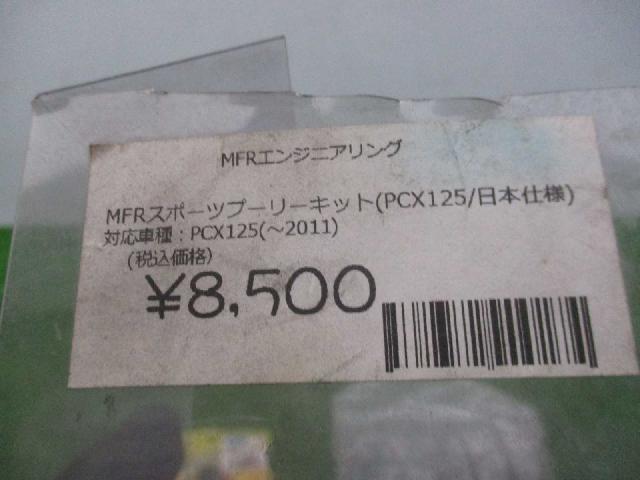 MFRエンジニアリング
MFRスポーツプーリーキット(PCX125/日本仕様)
対応車種：PCX125(～2011)
(税込価格)
¥8,500